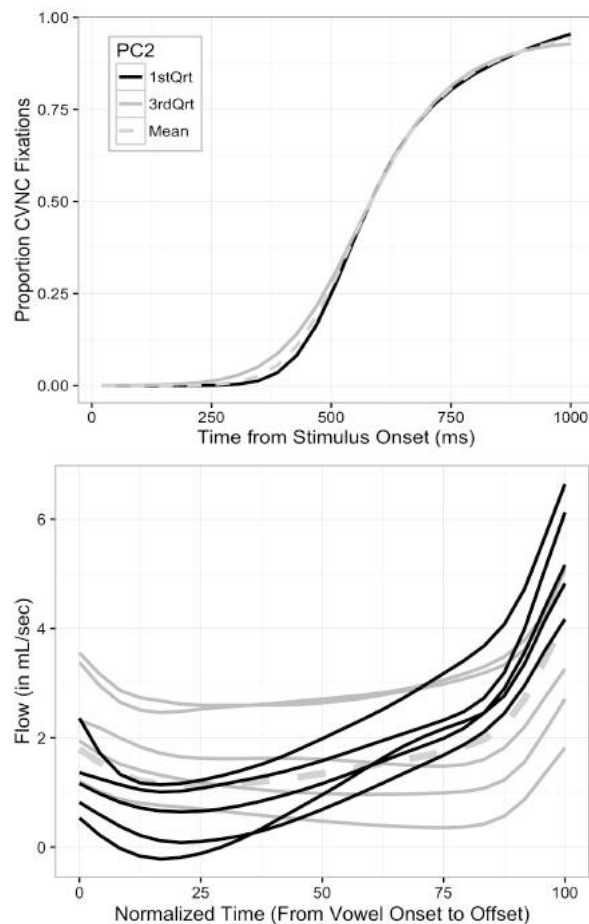 PC2
1stQrt
3rdQrt
Mean
1.00
0.75
0.50
0.25
0.00
Proportion CVNC Fixations
0 250 500 750 1000
Time from Stimulus Onset (ms)
6
4
2
0
Flow (in mL/sec)
0 25 50 75 100
Normalized Time (From Vowel Onset to Offset)